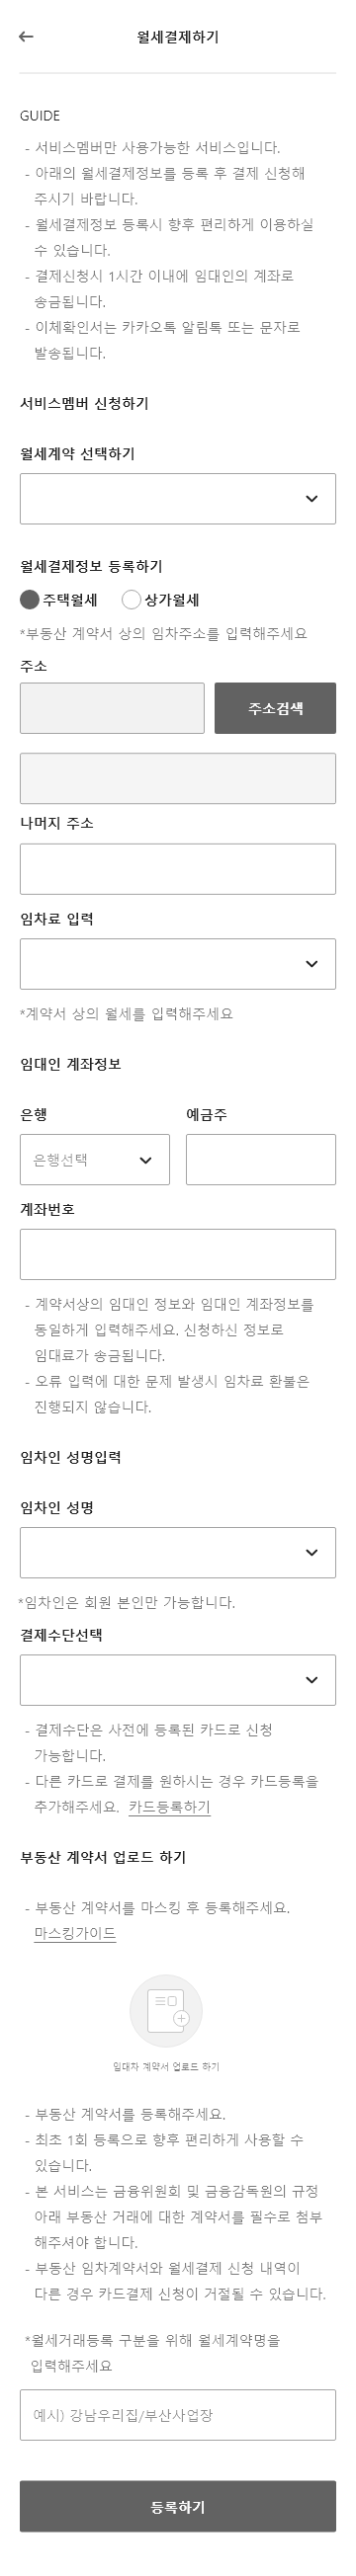 월세결제하기
GUIDE
- 서비스멤버만 사용가능한 서비스입니다.
- 아래의 월세결제정보를 등록 후 결제 신청해
주시기 바랍니다.
- 월세결제정보 등록시 향후 편리하게 이용하실
수 있습니다.
- 결제신청시 1시간 이내에 임대인의 계좌로
송금됩니다.
- 이체확인서는 카카오톡 알림톡 또는 문자로
발송됩니다.
서비스멤버 신청하기
월세계약 선택하기
월세결제정보 등록하기
주택월세 상가월세
*부동산 계약서 상의 임차주소를 입력해주세요
주소
주소검색
나머지 주소
임차료 입력
*계약서 상의 월세를 입력해주세요
임대인 계좌정보
은행 예금주
은행선택
계좌번호
- 계약서상의 임대인 정보와 임대인 계좌정보를
동일하게 입력해주세요. 신청하신 정보로
임대료가 송금됩니다.
- 오류 입력에 대한 문제 발생시 임차료 환불은
진행되지 않습니다.
임차인 성명입력
임차인 성명
*임차인은 회원 본인만 가능합니다.
결제수단선택
- 결제수단은 사전에 등록된 카드로 신청
가능합니다.
- 다른 카드로 결제를 원하시는 경우 카드등록을
추가해주세요. 카드등록하기
부동산 계약서 업로드 하기
- 부동산 계약서를 마스킹 후 등록해주세요.
마스킹가이드
임대차 계약서 업로드 하기
- 부동산 계약서를 등록해주세요.
- 최초 1회 등록으로 향후 편리하게 사용할 수
있습니다.
- 본 서비스는 금융위원회 및 금융감독원의 규정
아래 부동산 거래에 대한 계약서를 필수로 첨부
해주셔야 합니다.
- 부동산 임차계약서와 월세결제 신청 내역이
다른 경우 카드결제 신청이 거절될 수 있습니다.
*월세거래등록 구분을 위해 월세계약명을
입력해주세요
예시) 강남우리집/부산사업장
등록하기